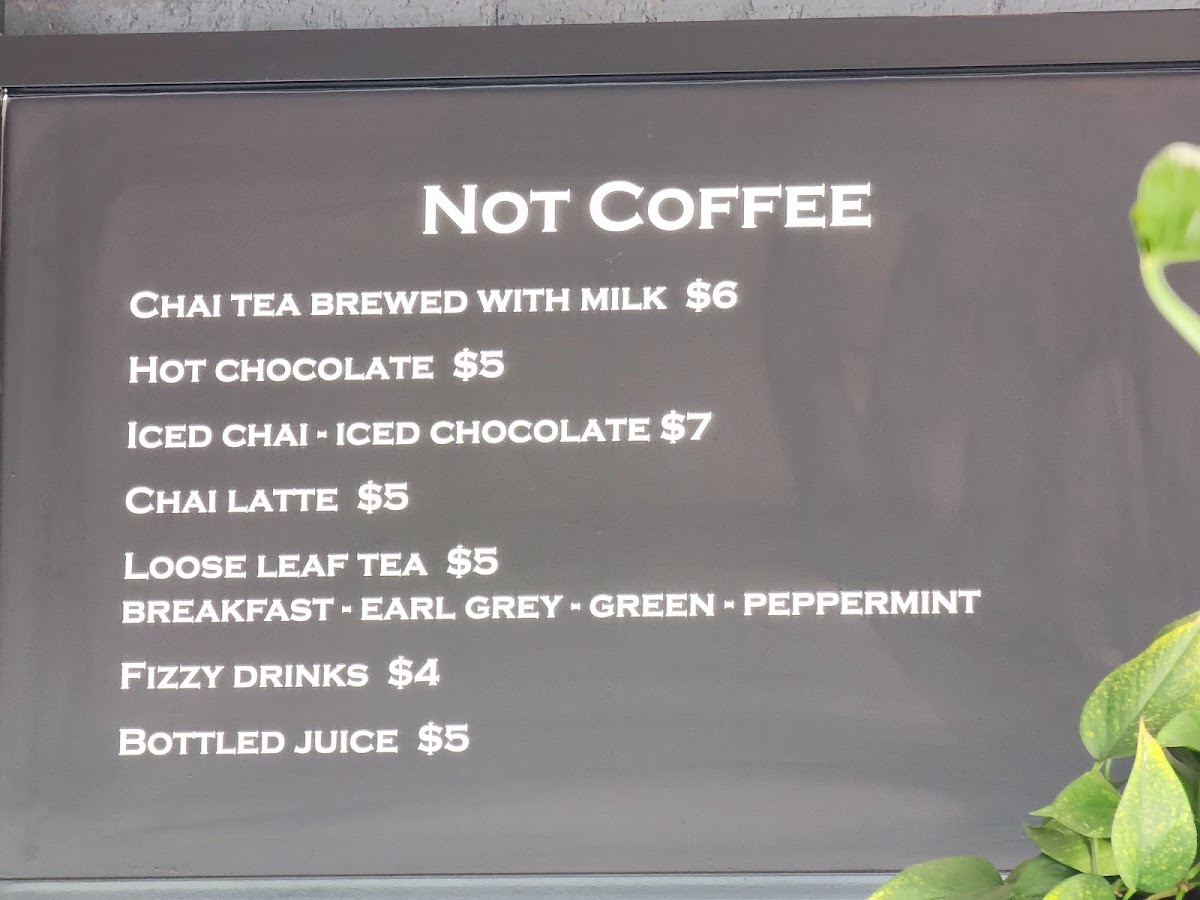 Not Coffee
Chai tea brewed with milk $6
Hot chocolate $5
Iced chai - iced chocolate $7
Chai latte $5
Loose leaf tea $5
breakfast - earl grey - green - peppermint
Fizzy drinks $4
Bottled juice $5